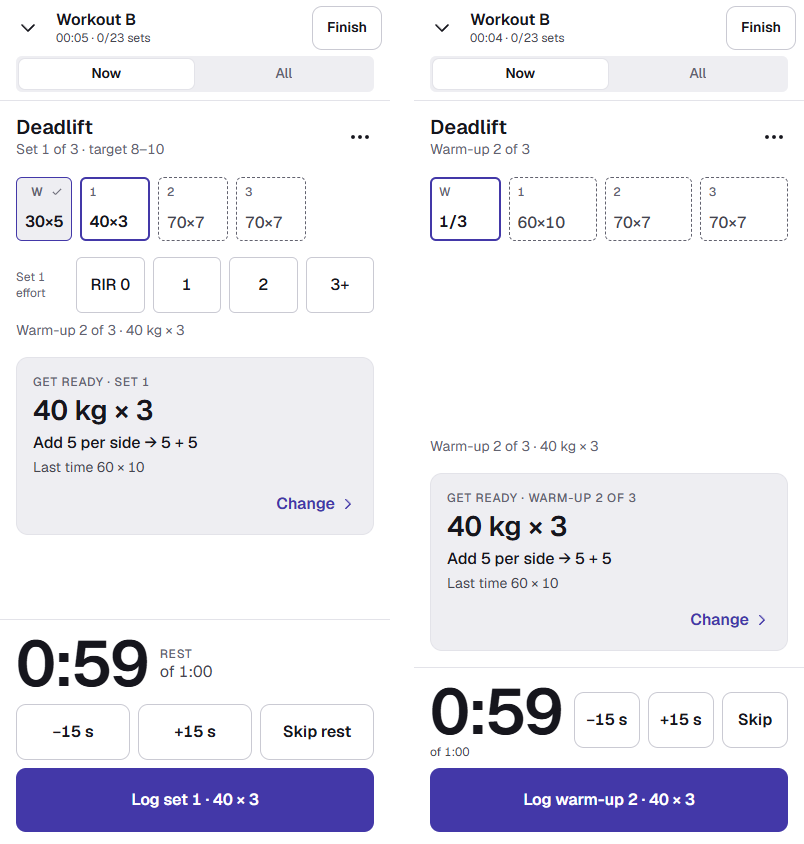 Workout B
00:05 · 0/23 sets
Finish
Now
All
Deadlift
Set 1 of 3 · target 8–10
W
30×5
1
40×3
2
70×7
3
70×7
Set 1
effort
RIR 0
1
2
3+
Warm-up 2 of 3 · 40 kg × 3
GET READY · SET 1
40 kg × 3
Add 5 per side → 5 + 5
Last time 60 × 10
Change
0:59
REST
of 1:00
−15 s
+15 s
Skip rest
Log set 1 · 40 × 3
Workout B
00:04 · 0/23 sets
Finish
Now
All
Deadlift
Warm-up 2 of 3
W
1/3
1
60×10
2
70×7
3
70×7
Warm-up 2 of 3 · 40 kg × 3
GET READY · WARM-UP 2 OF 3
40 kg × 3
Add 5 per side → 5 + 5
Last time 60 × 10
Change
0:59
of 1:00
−15 s
+15 s
Skip
Log warm-up 2 · 40 × 3